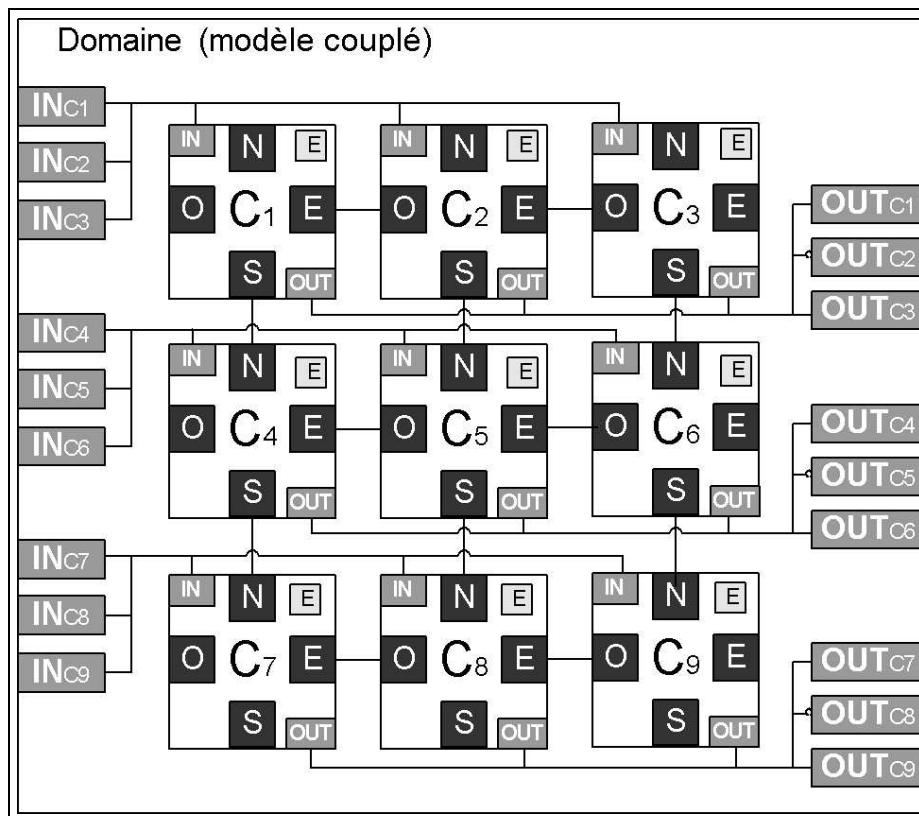 Domaine (modèle couplé)
INC1
IN N E IN N E IN N E
INC2
INC3
O C1 E O C2 E O C3 E
OUTC1
OUTC2
S OUT S OUT S OUT
OUTC3
INC4
IN N E IN N E IN N E
INC5
INC6
O C4 E O C5 E O C6 E
OUTC4
OUTC5
S OUT S OUT S OUT
OUTC6
INC7
IN N E IN N E IN N E
INC8
INC9
O C7 E O C8 E O C9 E
OUTC7
OUTC8
S OUT S OUT S OUT
OUTC9